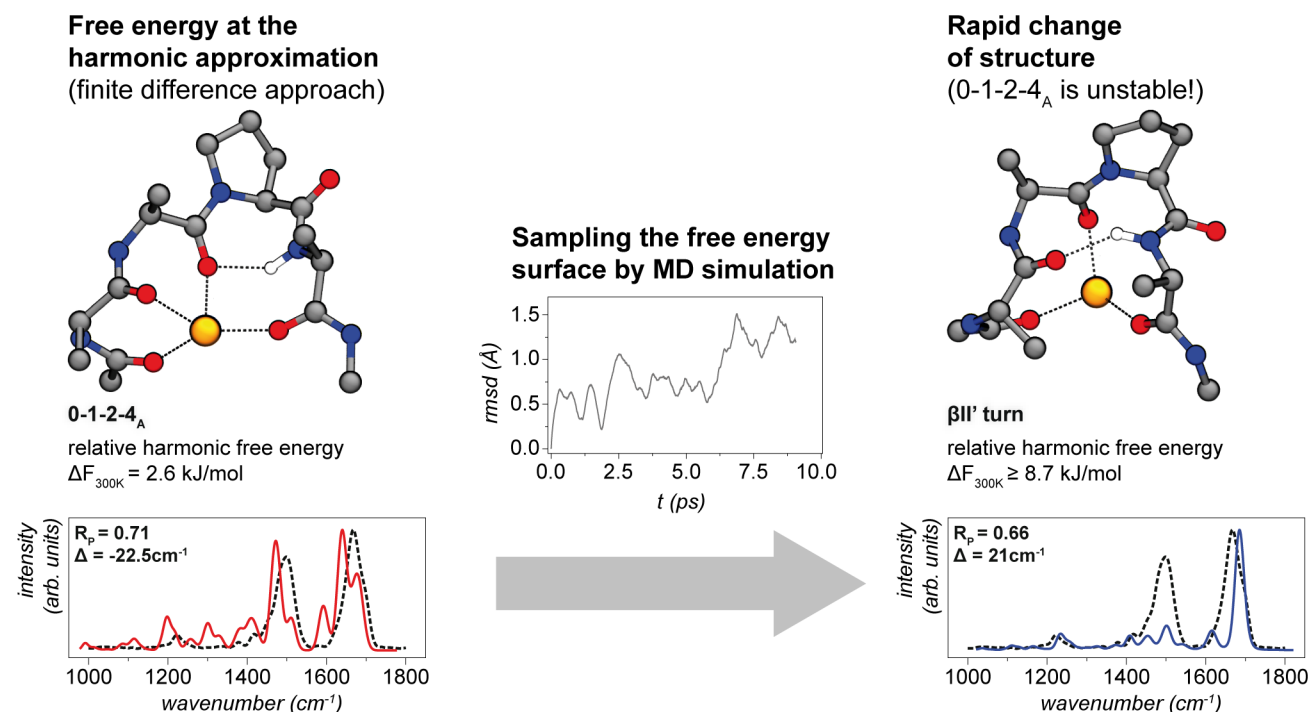 Free energy at the
harmonic approximation
(finite difference approach)
0-1-2-4A
relative harmonic free energy
ΔF300K = 2.6 kJ/mol
RP = 0.71
Δ = -22.5cm-1
intensity
(arb. units)
1000 1200 1400 1600 1800
wavenumber (cm-1)
Sampling the free energy
surface by MD simulation
rmsd (Å)
1.5
1.0
0.5
0.0
0.0 2.5 5.0 7.5 10.0
t (ps)
Rapid change
of structure
(0-1-2-4A is unstable!)
βII' turn
relative harmonic free energy
ΔF300K ≥ 8.7 kJ/mol
RP = 0.66
Δ = 21cm-1
intensity
(arb. units)
1000 1200 1400 1600 1800
wavenumber (cm-1)